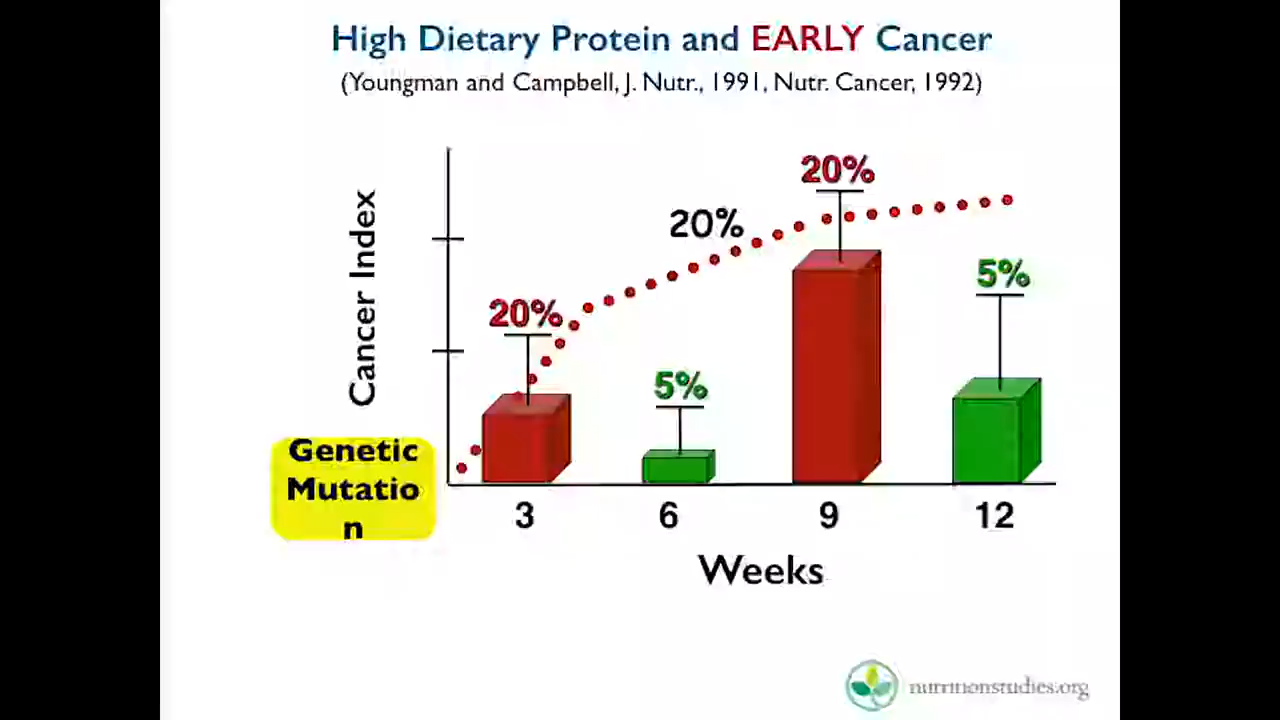 High Dietary Protein and EARLY Cancer
(Youngman and Campbell, J. Nutr., 1991, Nutr. Cancer, 1992)
20%
20%
20%
5%
5%
Cancer Index
Genetic
Mutatio
n
3 6 9 12
Weeks
nutritionstudies.org